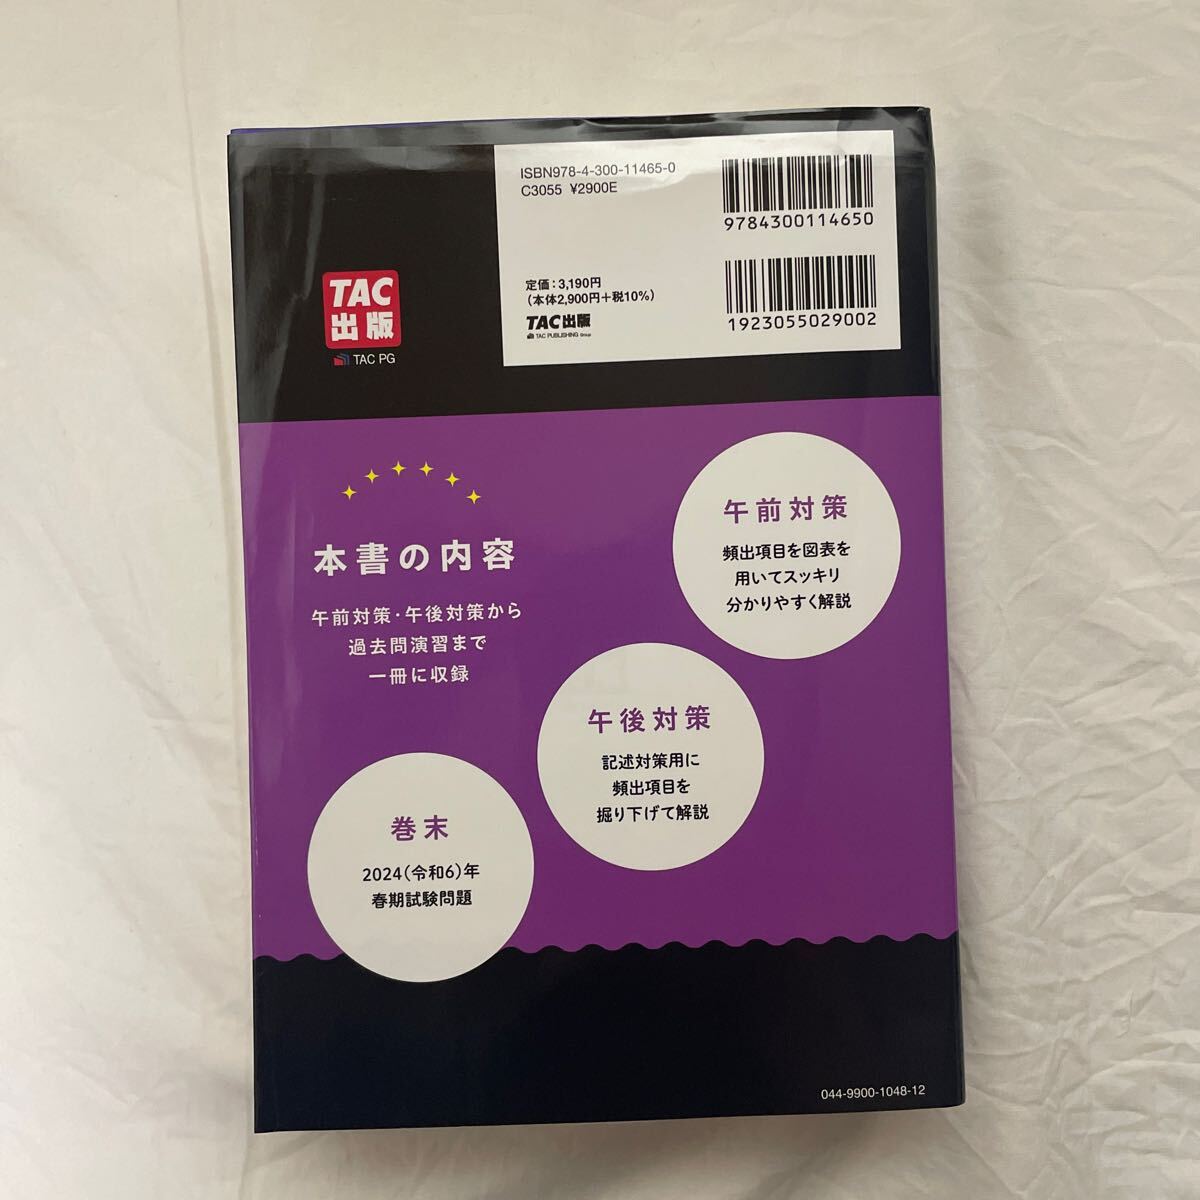 ISBN978-4-300-11465-0
C3055 ¥2900E
9784300114650
定価：3,190円
（本体2,900円＋税10%）
TAC出版
TAC PUBLISHING Group
1923055029002
TAC
出版
TAC PG
本書の内容
午前対策・午後対策から
過去問演習まで
一冊に収録
午前対策
頻出項目を図表を
用いてスッキリ
分かりやすく解説
午後対策
記述対策用に
頻出項目を
掘り下げて解説
巻末
2024（令和6）年
春期試験問題
044-9900-1048-12